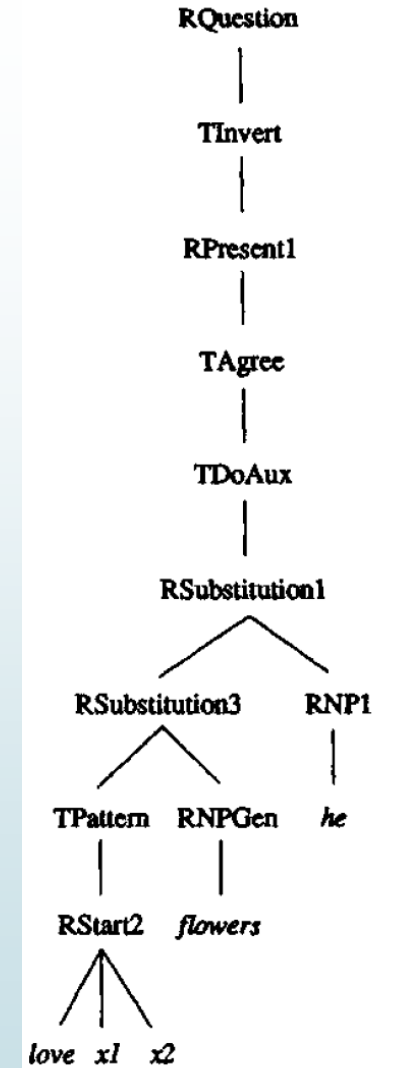 RQuestion
TInvert
RPresent1
TAgree
TDoAux
RSubstitution1
RSubstitution3 RNP1
TPattern RNPGen he
RStart2 flowers
love x1 x2